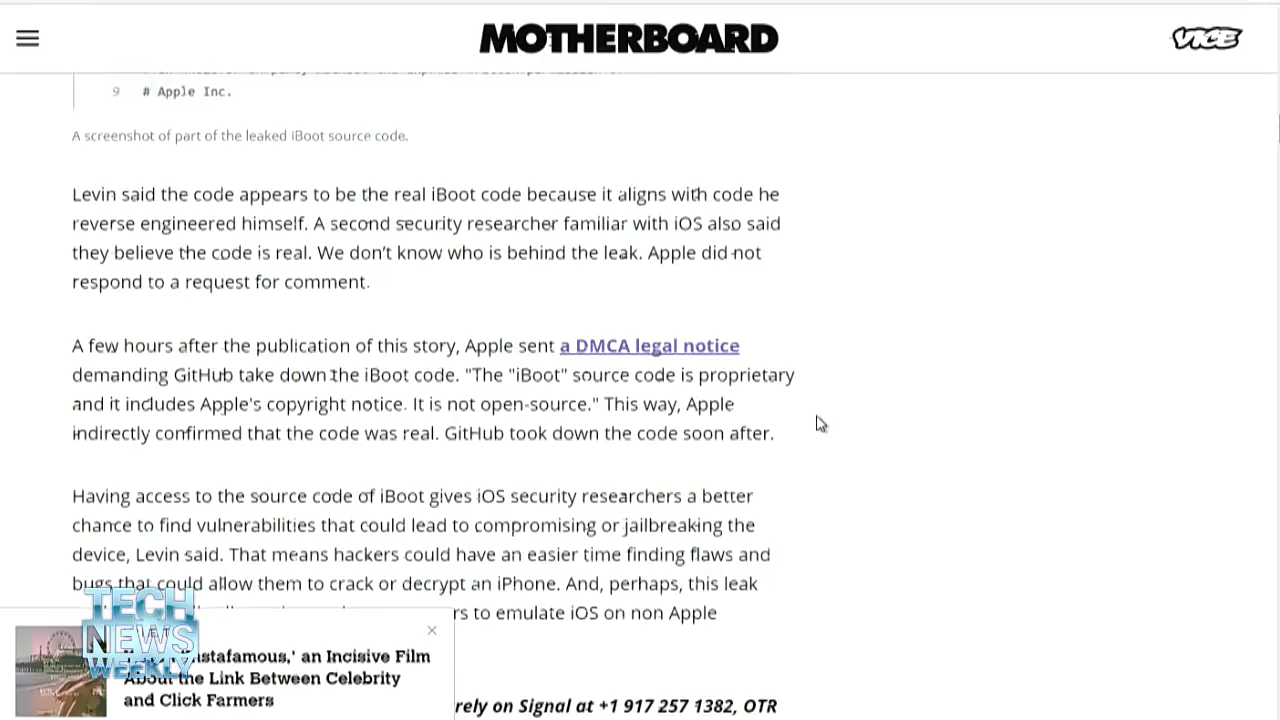 MOTHERBOARD
VICE
9 # Apple Inc.
A screenshot of part of the leaked iBoot source code.
Levin said the code appears to be the real iBoot code because it aligns with code he
reverse engineered himself. A second security researcher familiar with iOS also said
they believe the code is real. We don’t know who is behind the leak. Apple did not
respond to a request for comment.
A few hours after the publication of this story, Apple sent a DMCA legal notice
demanding GitHub take down the iBoot code. "The "iBoot" source code is proprietary
and it includes Apple's copyright notice. It is not open-source." This way, Apple
indirectly confirmed that the code was real. GitHub took down the code soon after.
Having access to the source code of iBoot gives iOS security researchers a better
chance to find vulnerabilities that could lead to compromising or jailbreaking the
device, Levin said. That means hackers could have an easier time finding flaws and
bugs that could allow them to crack or decrypt an iPhone. And, perhaps, this leak
to emulate iOS on non Apple
rely on Signal at +1 917 257 1382, OTR
TECH
NEWS
WEEKLY
an Incisive Film
About the Link Between Celebrity
and Click Farmers